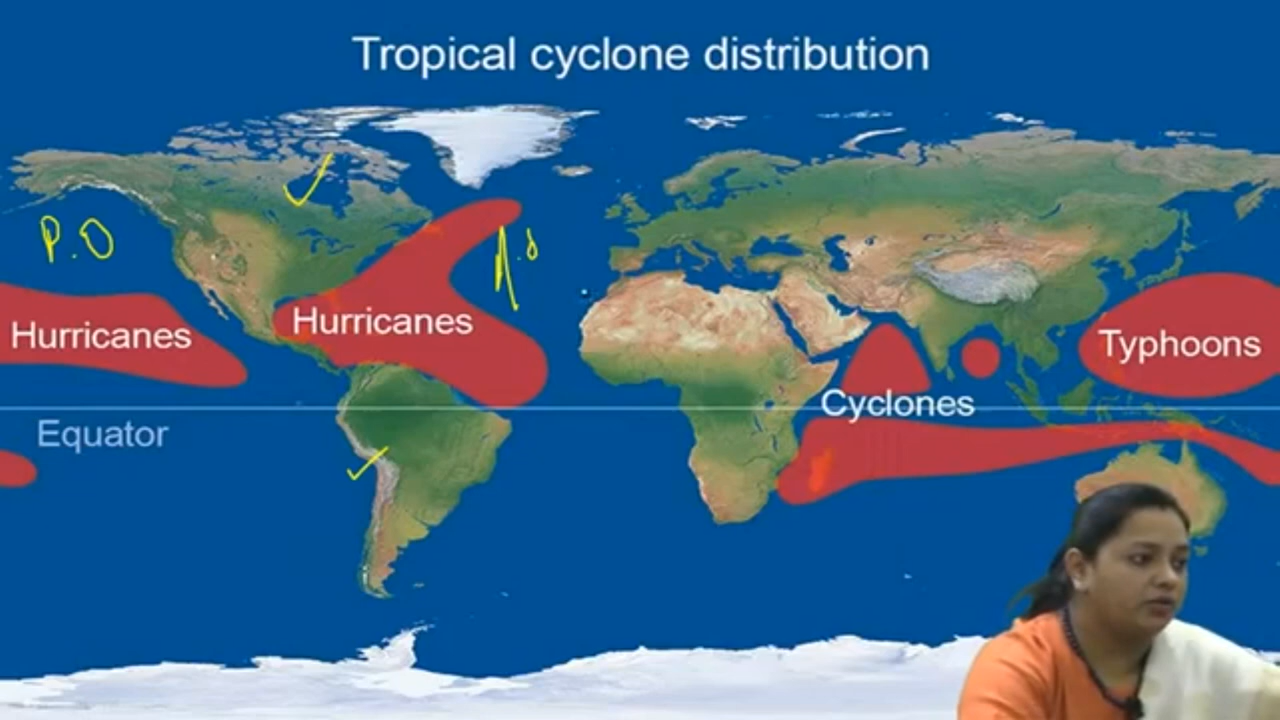 Tropical cyclone distribution
P.O
Hurricanes
Hurricanes
Typhoons
Cyclones
Equator